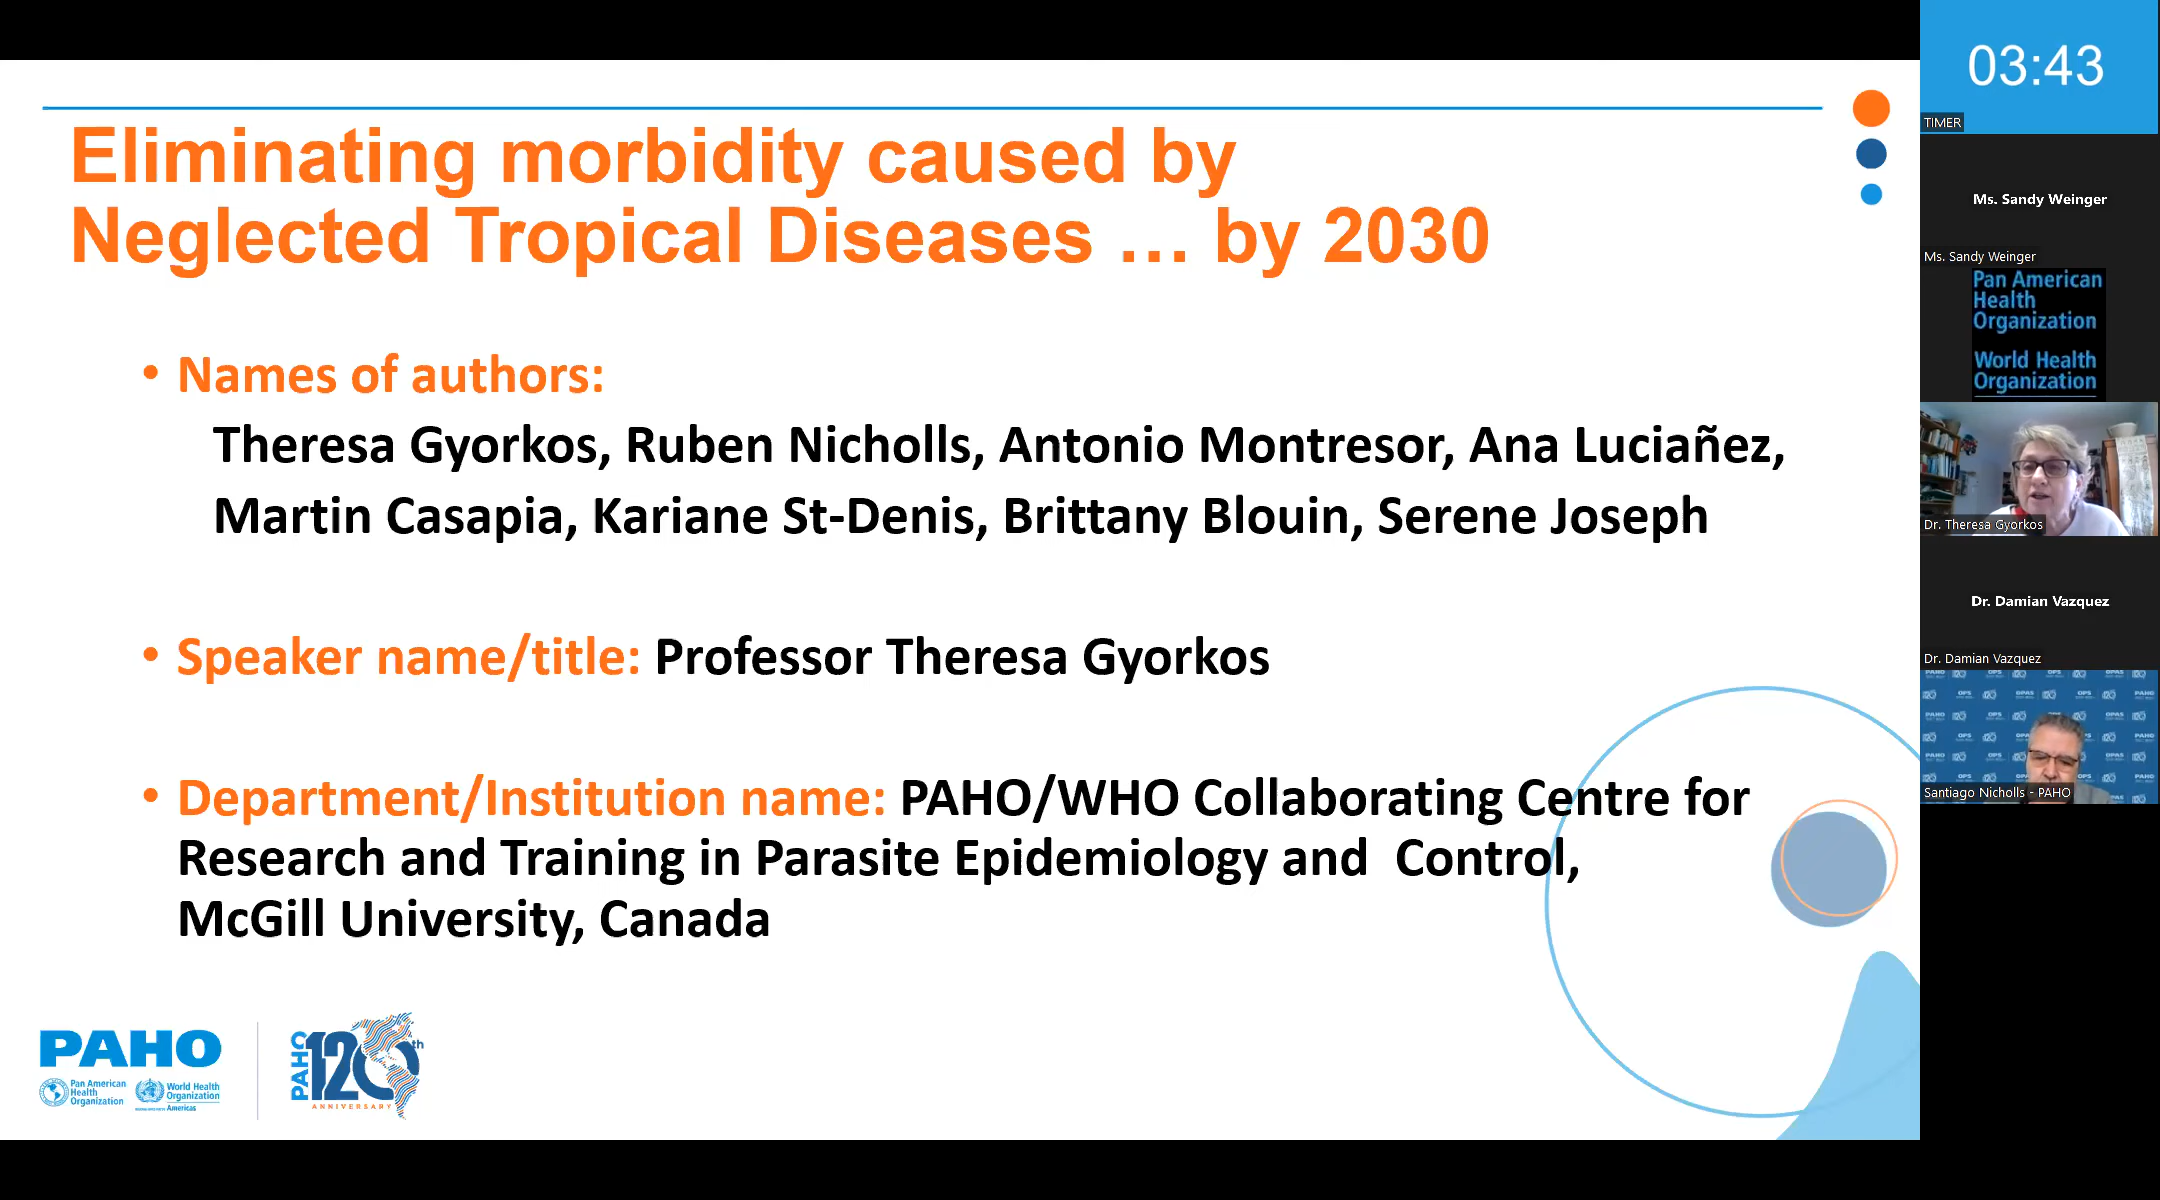 Eliminating morbidity caused by
Neglected Tropical Diseases ... by 2030
• Names of authors:
Theresa Gyorkos, Ruben Nicholls, Antonio Montresor, Ana Luciañez,
Martin Casapia, Kariane St-Denis, Brittany Blouin, Serene Joseph
• Speaker name/title: Professor Theresa Gyorkos
• Department/Institution name: PAHO/WHO Collaborating Centre for
Research and Training in Parasite Epidemiology and Control,
McGill University, Canada
PAHO
Pan American
Health
Organization
World Health
Organization
Americas
PAHO
120th
ANNIVERSARY
03:43
TIMER
Ms. Sandy Weinger
Ms. Sandy Weinger
Pan American
Health
Organization
World Health
Organization
Dr. Theresa Gyorkos
Dr. Damian Vazquez
Dr. Damian Vazquez
Santiago Nicholls - PAHO